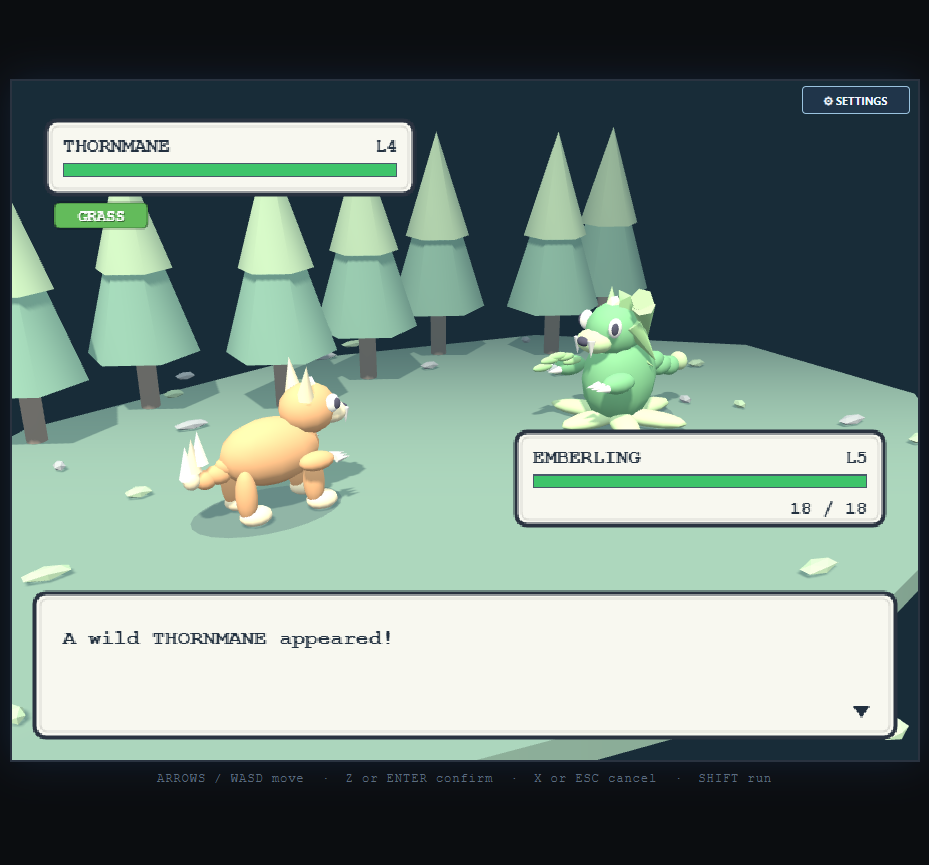 ⚙ SETTINGS
THORNMANE L4
GRASS
EMBERLING L5
18 / 18
A wild THORNMANE appeared!
ARROWS / WASD move · Z or ENTER confirm · X or ESC cancel · SHIFT run